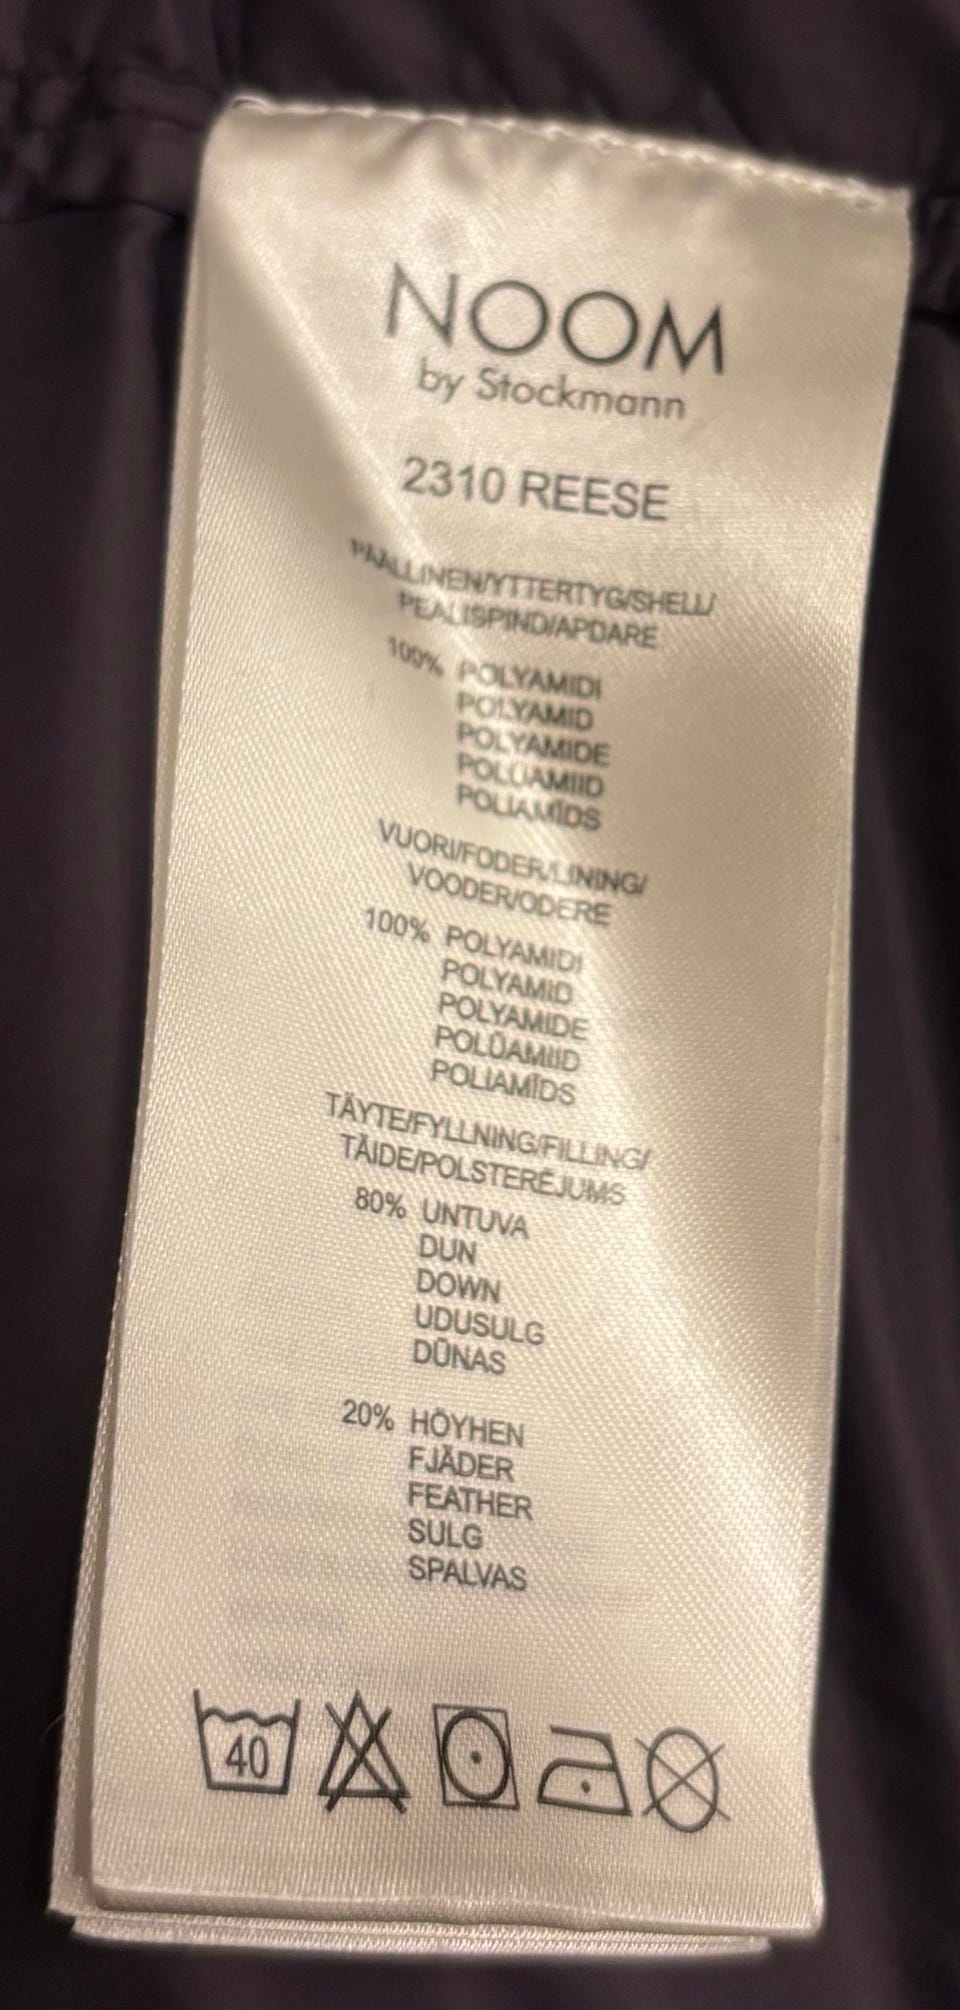 NOOM
by Stockmann
2310 REESE
PÄÄLLINEN/YTTERTYG/SHELL/
PEALISPIND/APDARE
100% POLYAMIDI
POLYAMID
POLYAMIDE
POLÜAMIID
POLIAMĪDS
VUORI/FODER/LINING/
VOODER/ODERE
100% POLYAMIDI
POLYAMID
POLYAMIDE
POLÜAMIID
POLIAMĪDS
TÄYTE/FYLLNING/FILLING/
TÄIDE/POLSTERĒJUMS
80% UNTUVA
DUN
DOWN
UDUSULG
DŪNAS
20% HÖYHEN
FJÄDER
FEATHER
SULG
SPALVAS
40